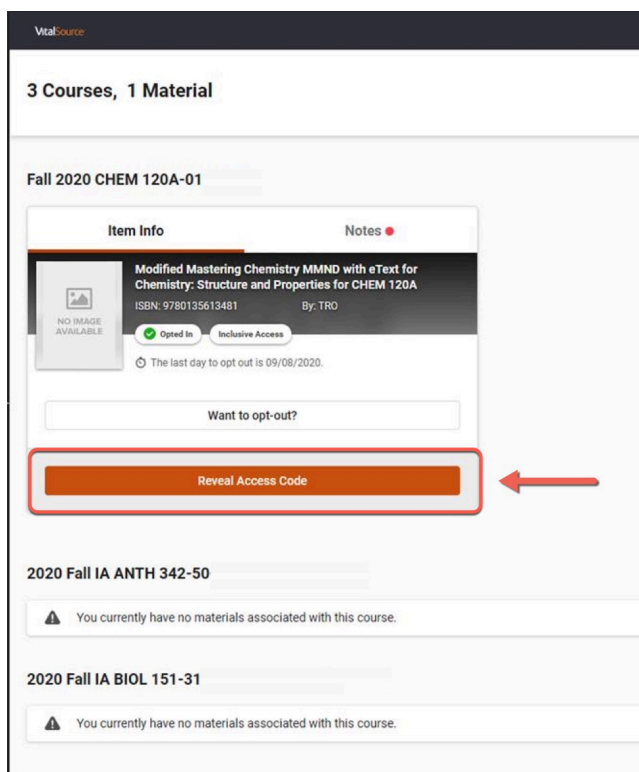 VitalSource
3 Courses, 1 Material
Fall 2020 CHEM 120A-01
Item Info
Notes
NO IMAGE
AVAILABLE
Modified Mastering Chemistry MMND with eText for
Chemistry: Structure and Properties for CHEM 120A
ISBN: 9780135613481 By: TRO
Opted In Inclusive Access
The last day to opt out is 09/08/2020.
Want to opt-out?
Reveal Access Code
2020 Fall IA ANTH 342-50
You currently have no materials associated with this course.
2020 Fall IA BIOL 151-31
You currently have no materials associated with this course.